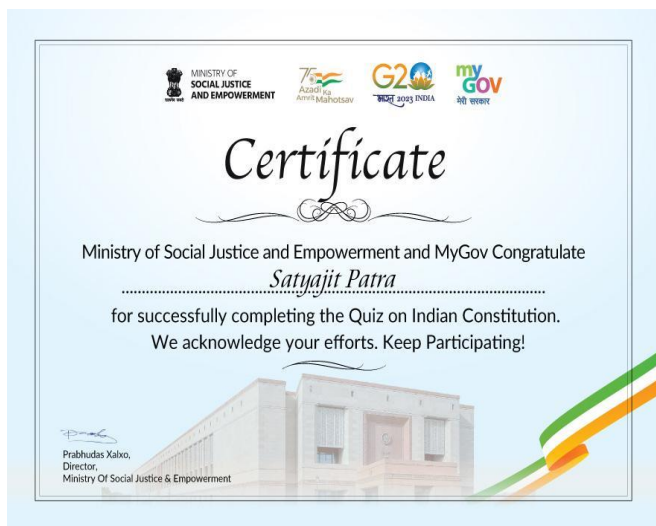 MINISTRY OF
SOCIAL JUSTICE
AND EMPOWERMENT
75
Azadi Ka
Amrit Mahotsav
G20
भारत 2023 INDIA
my
GOV
मेरी सरकार
Certificate
Ministry of Social Justice and Empowerment and MyGov Congratulate
Satyajit Patra
for successfully completing the Quiz on Indian Constitution.
We acknowledge your efforts. Keep Participating!
Prabhudas Xalxo,
Director,
Ministry Of Social Justice & Empowerment